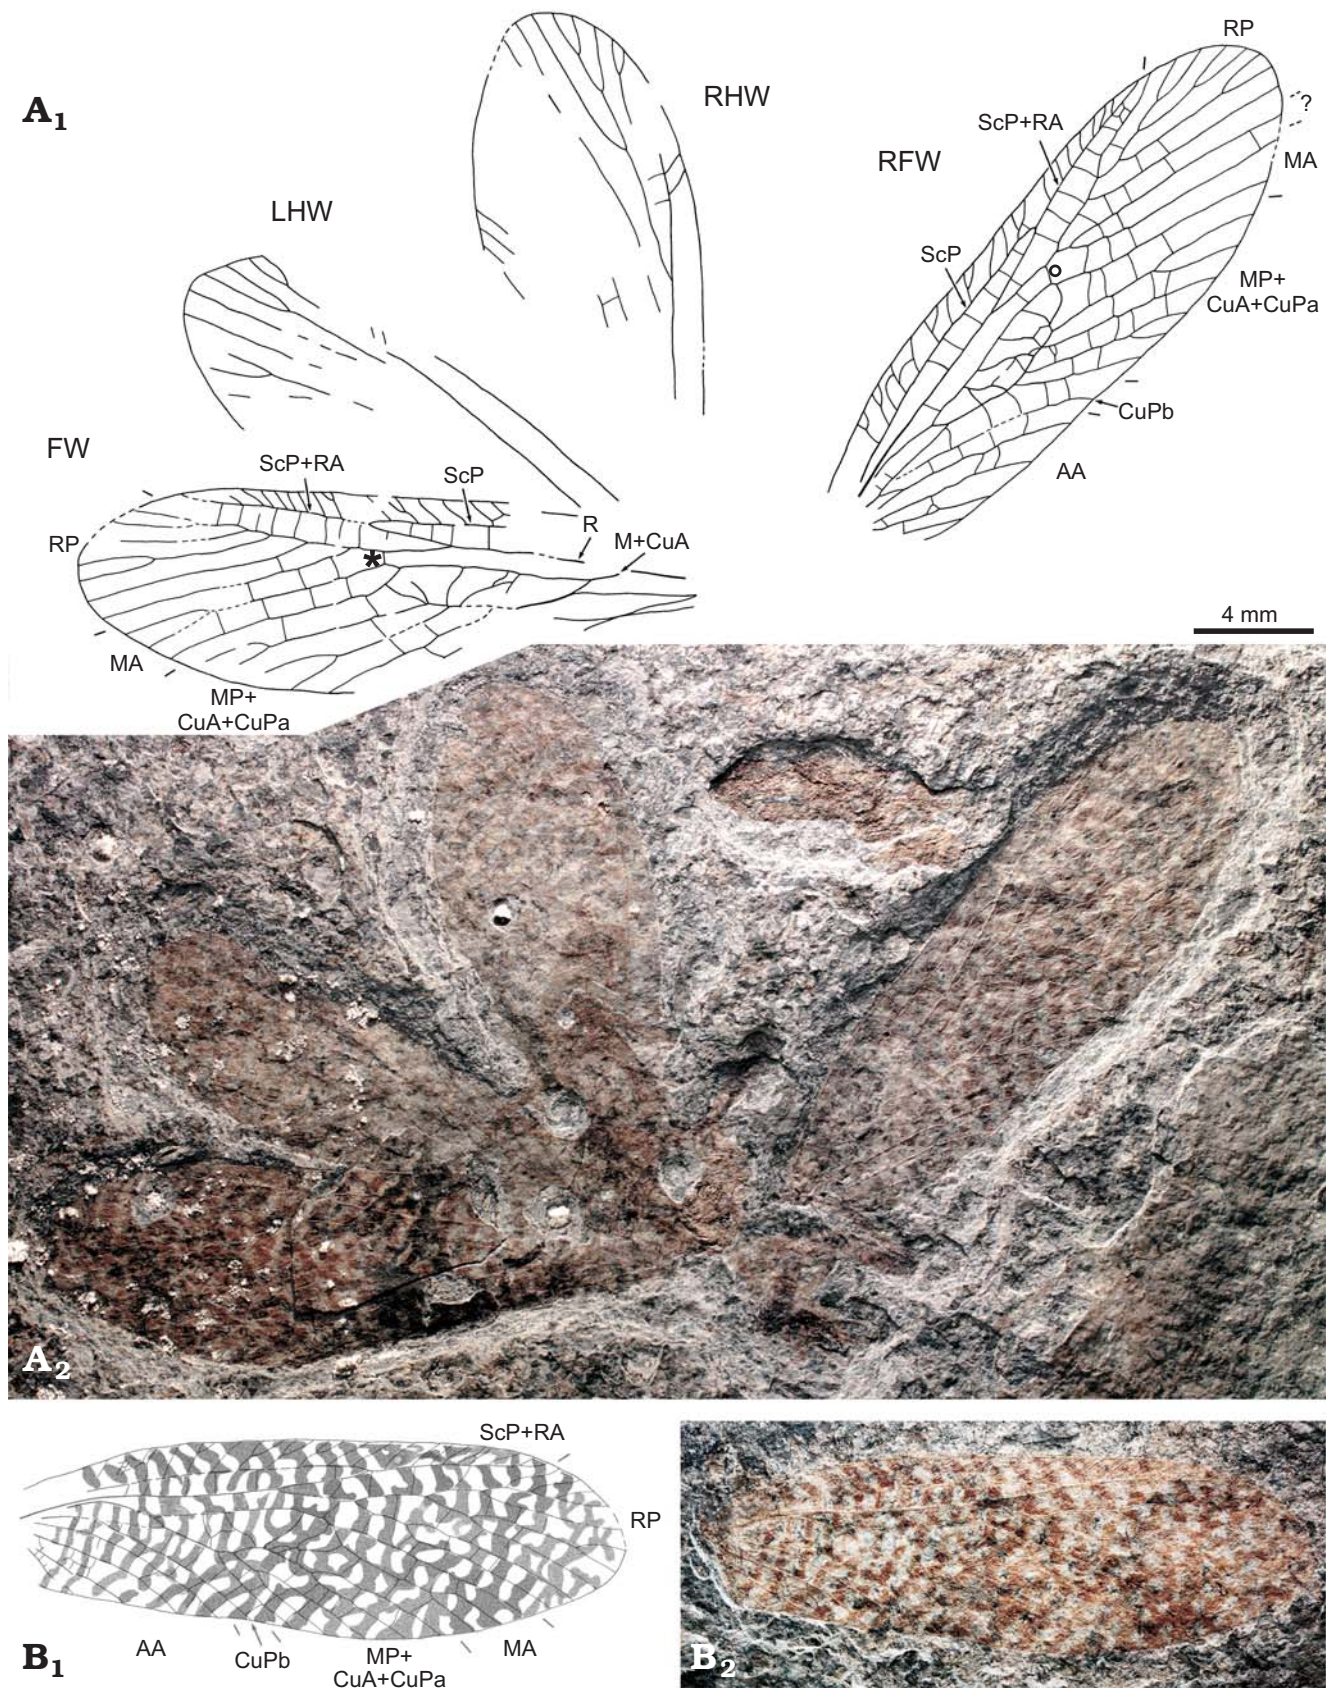 A1
RHW
RP
?
ScP+RA
RFW
MA
LHW
ScP
MP+
CuA+CuPa
CuPb
AA
FW
ScP+RA
ScP
R
M+CuA
RP
*
4 mm
MA
MP+
CuA+CuPa
A2
ScP+RA
RP
AA
CuPb
MP+
CuA+CuPa
MA
B1
B2